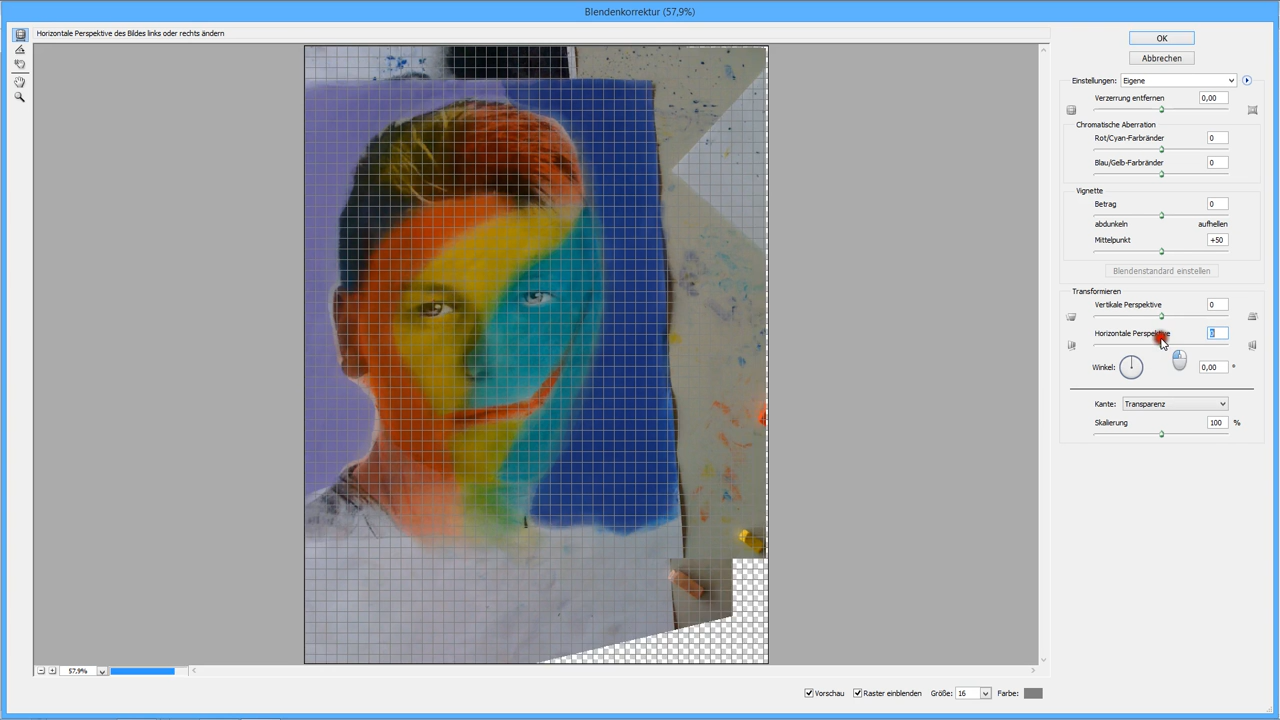 Blendenkorrektur (57,9%)
Horizontale Perspektive des Bildes links oder rechts ändern
OK
Abbrechen
Einstellungen: Eigene
Verzerrung entfernen 0,00
Chromatische Aberration
Rot/Cyan-Farbränder 0
Blau/Gelb-Farbränder 0
Vignette
Betrag 0
abdunkeln aufhellen
Mittelpunkt +50
Blendenstandard einstellen
Transformieren
Vertikale Perspektive 0
Horizontale Perspektive 0
Winkel: 0,00 °
Kante: Transparenz
Skalierung 100 %
57,9%
Vorschau Raster einblenden Größe: 16 Farbe: